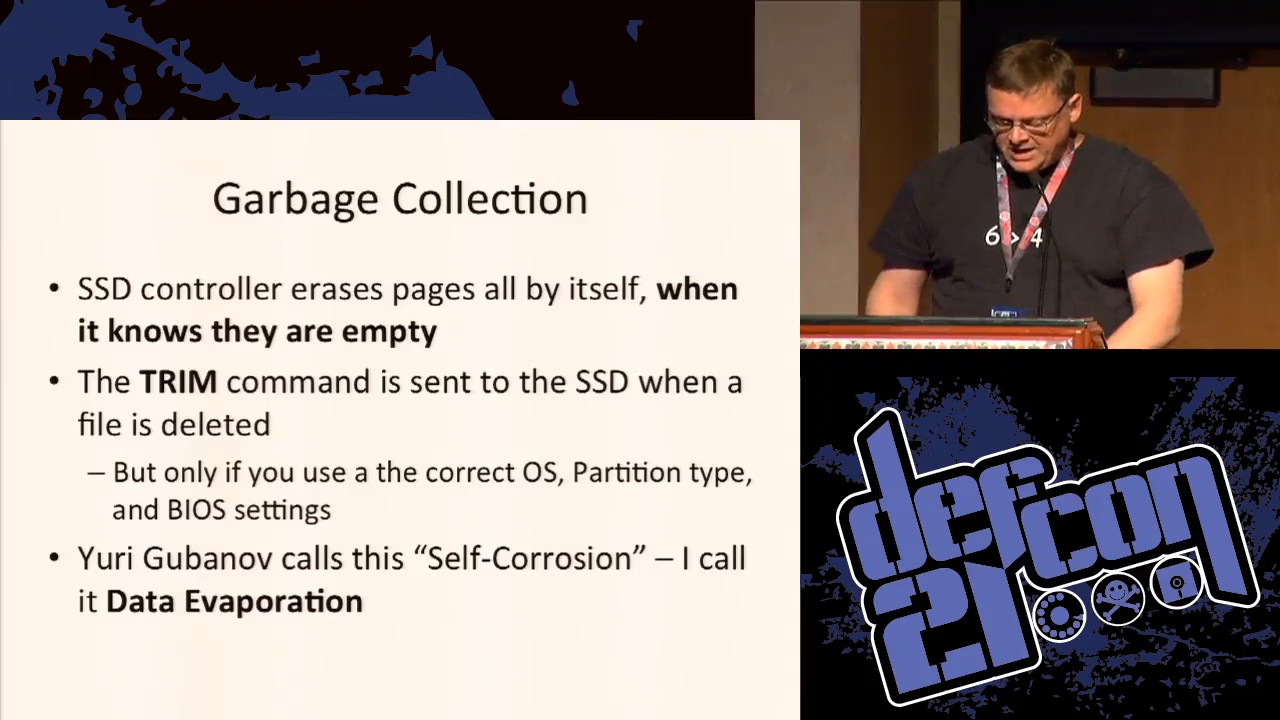 Garbage Collection
• SSD controller erases pages all by itself, when
it knows they are empty
• The TRIM command is sent to the SSD when a
file is deleted
– But only if you use a the correct OS, Partition type,
and BIOS settings
• Yuri Gubanov calls this “Self-Corrosion” – I call
it Data Evaporation
6>4
defcon
21